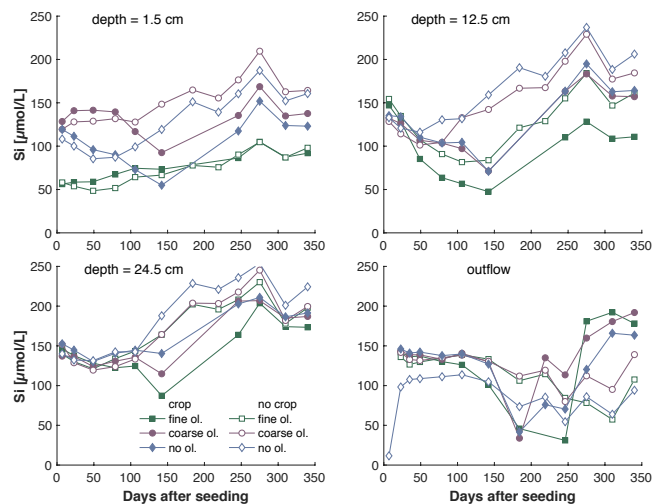 depth = 1.5 cm
depth = 12.5 cm
250
200
150
100
50
0
Si [µmol/L]
0 50 100 150 200 250 300 350
250
200
150
100
50
0
Si [µmol/L]
0 50 100 150 200 250 300 350
depth = 24.5 cm
outflow
250
200
150
100
50
0
Si [µmol/L]
crop no crop
fine ol. fine ol.
coarse ol. coarse ol.
no ol. no ol.
0 50 100 150 200 250 300 350
Days after seeding
250
200
150
100
50
0
Si [µmol/L]
0 50 100 150 200 250 300 350
Days after seeding